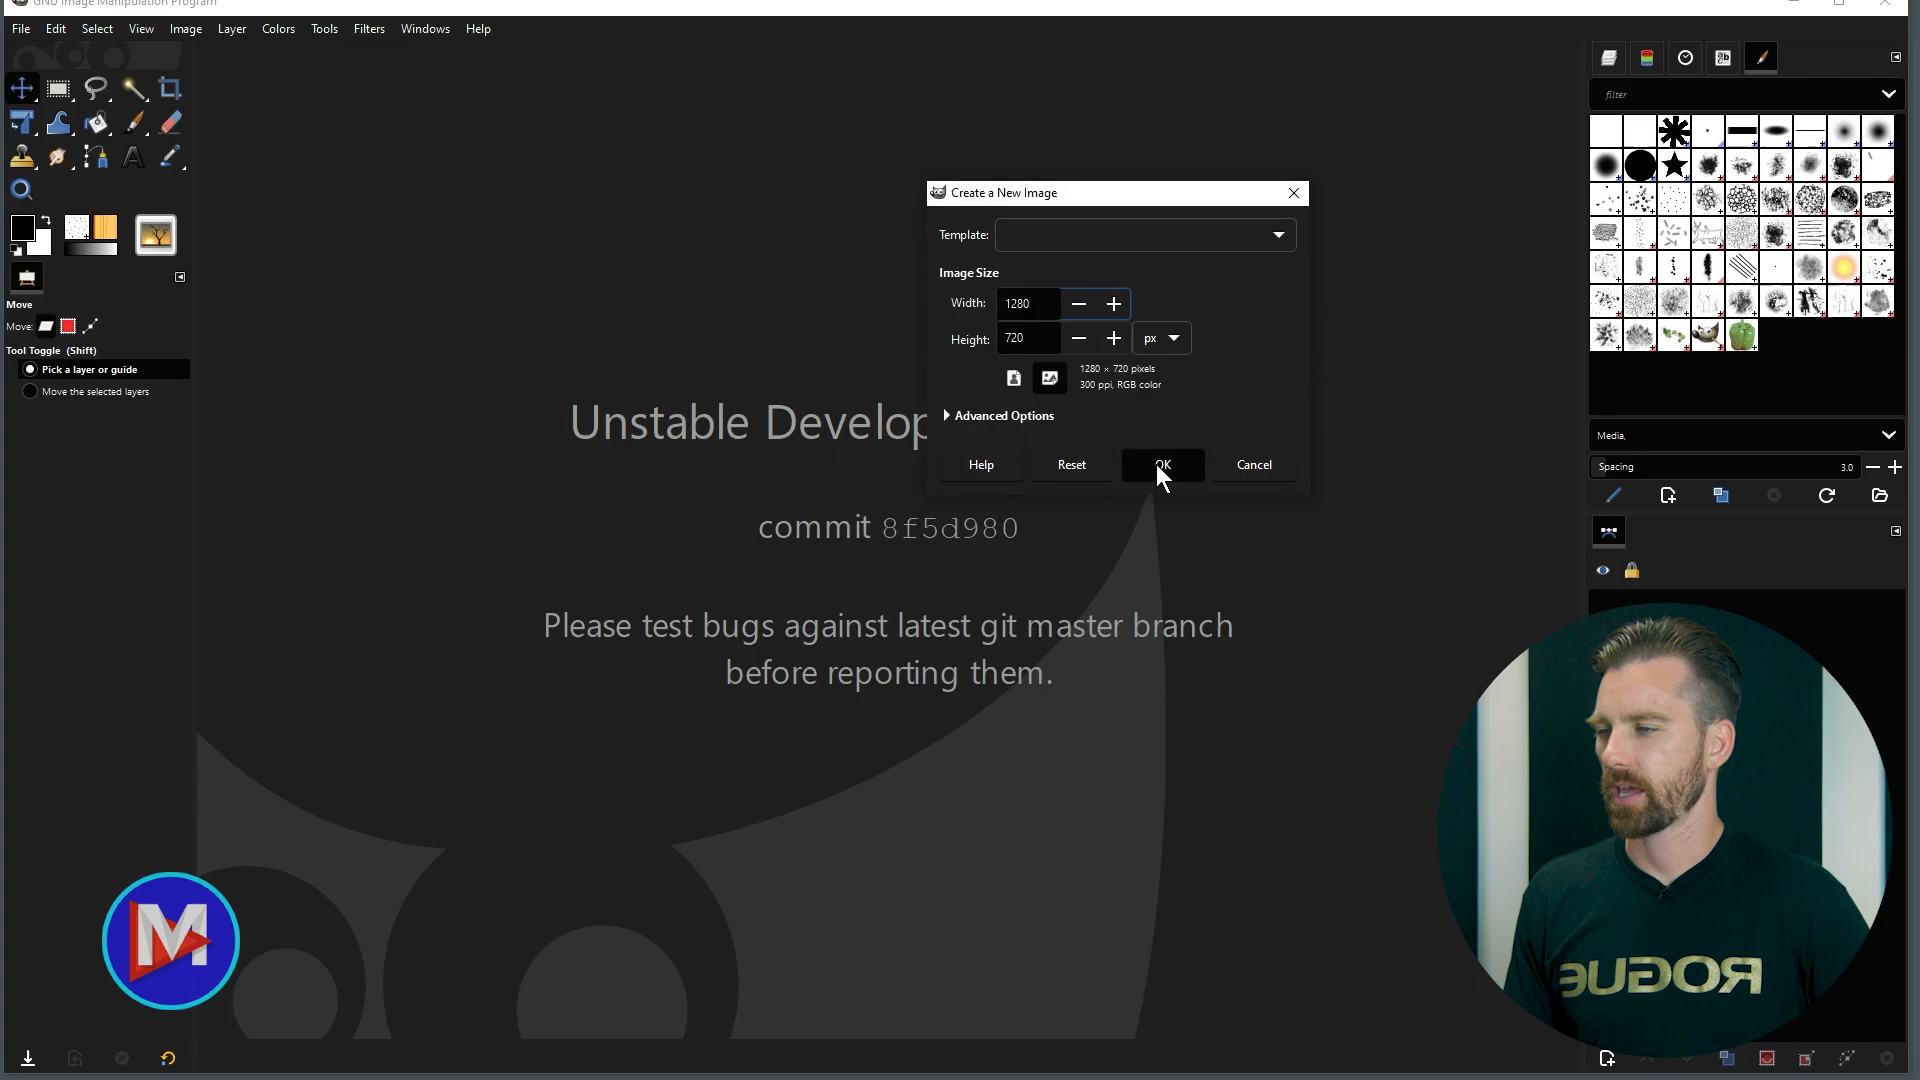 GNU Image Manipulation Program
File Edit Select View Image Layer Colors Tools Filters Windows Help
filter
Create a New Image
Template:
Image Size
Width: 1280
Height: 720 px
1280 × 720 pixels
300 ppi, RGB color
Advanced Options
Help Reset OK Cancel
Move
Move:
Tool Toggle (Shift)
Pick a layer or guide
Move the selected layers
Unstable Develop
commit 8f5d980
Please test bugs against latest git master branch
before reporting them.
Media,
Spacing 3.0
M
ROGUE